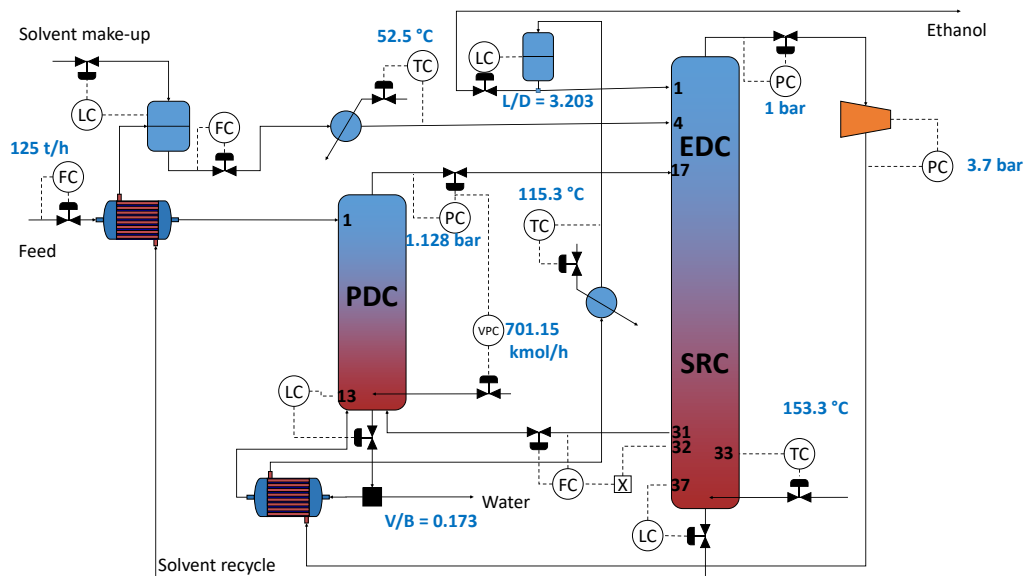 Ethanol
Solvent make-up
52.5 °C
LC
TC
PC
1 bar
LC
L/D = 3.203
1
4
EDC
FC
125 t/h
FC
PC
3.7 bar
17
1
PC
1.128 bar
115.3 °C
TC
Feed
PDC
VPC
701.15
kmol/h
SRC
LC
13
153.3 °C
31
32
33
TC
FC
X
37
Water
V/B = 0.173
LC
Solvent recycle